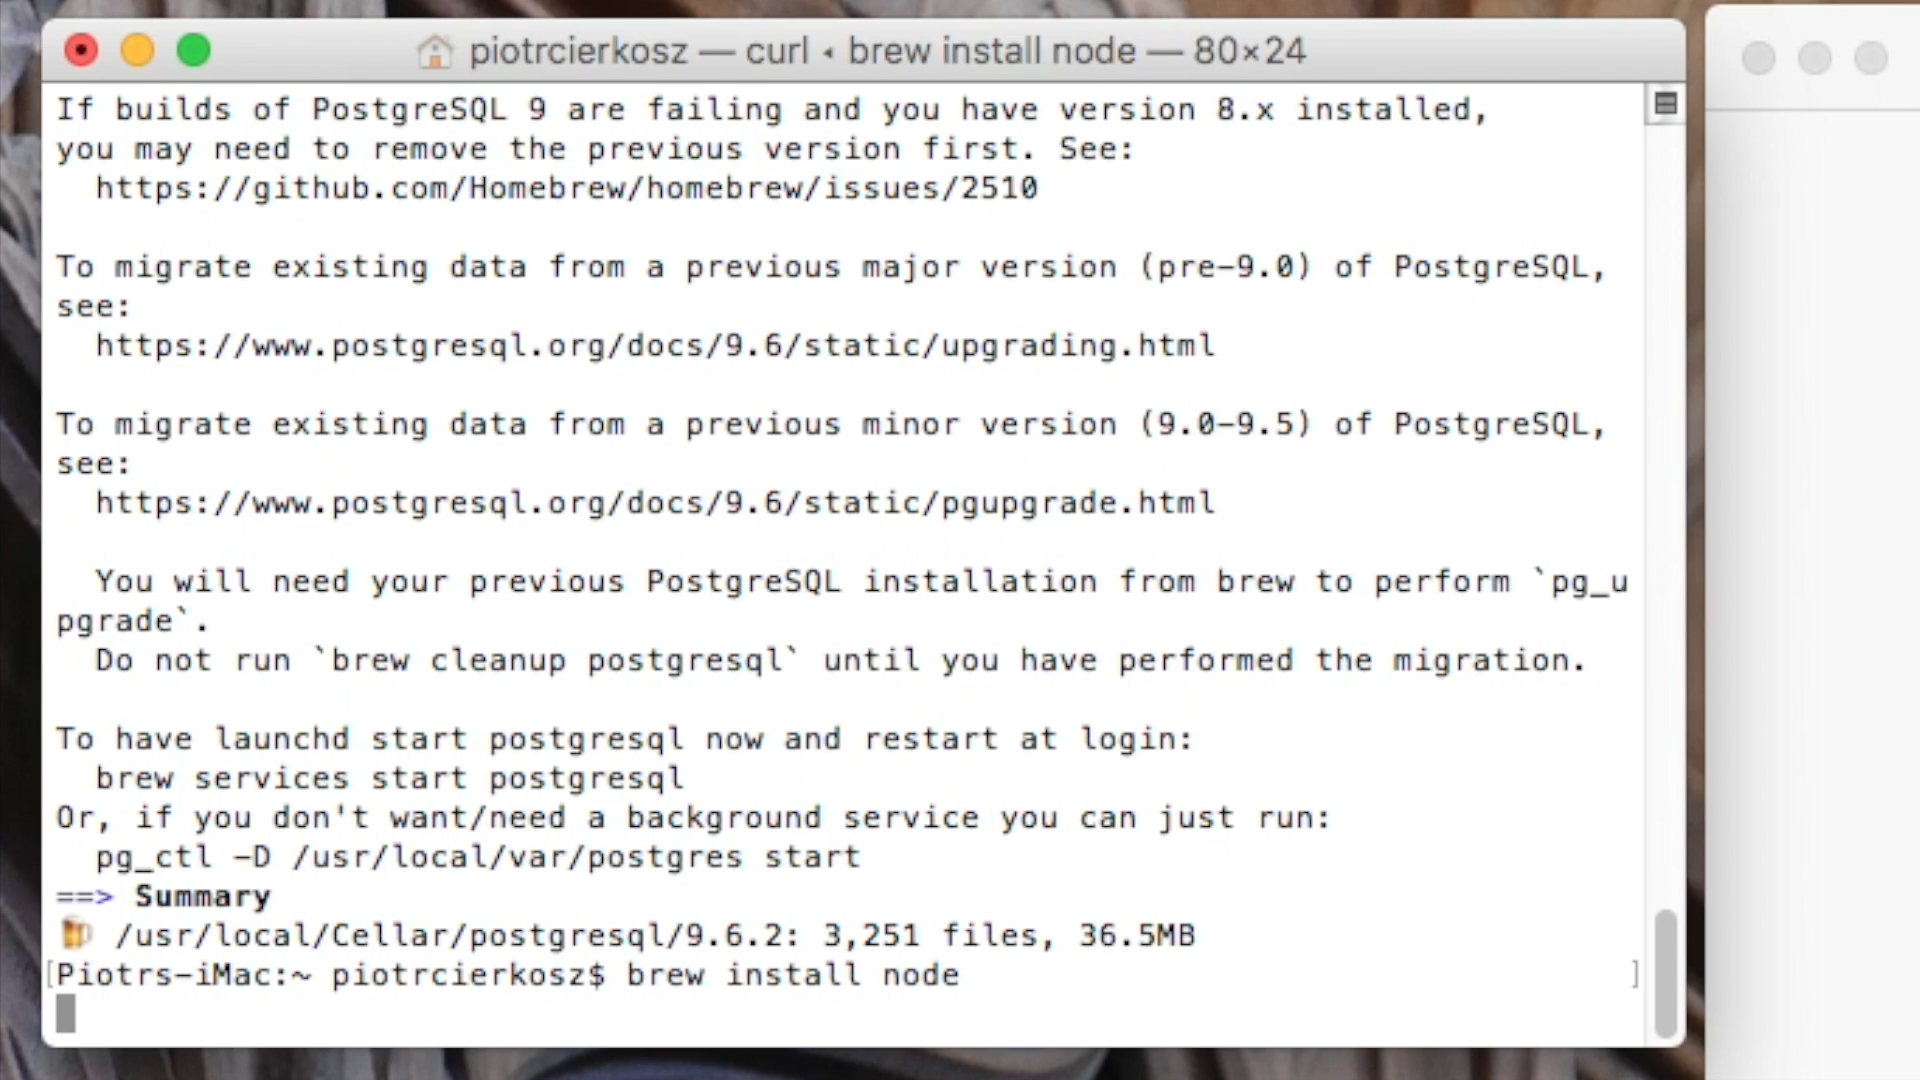 piotrcierkosz — curl ◂ brew install node — 80×24
If builds of PostgreSQL 9 are failing and you have version 8.x installed,
you may need to remove the previous version first. See:
  https://github.com/Homebrew/homebrew/issues/2510
To migrate existing data from a previous major version (pre-9.0) of PostgreSQL,
see:
  https://www.postgresql.org/docs/9.6/static/upgrading.html
To migrate existing data from a previous minor version (9.0-9.5) of PostgreSQL,
see:
  https://www.postgresql.org/docs/9.6/static/pgupgrade.html
  You will need your previous PostgreSQL installation from brew to perform `pg_u
pgrade`.
  Do not run `brew cleanup postgresql` until you have performed the migration.
To have launchd start postgresql now and restart at login:
  brew services start postgresql
Or, if you don't want/need a background service you can just run:
  pg_ctl -D /usr/local/var/postgres start
==> Summary
🍺 /usr/local/Cellar/postgresql/9.6.2: 3,251 files, 36.5MB
[Piotrs-iMac:~ piotrcierkosz$ brew install node ]